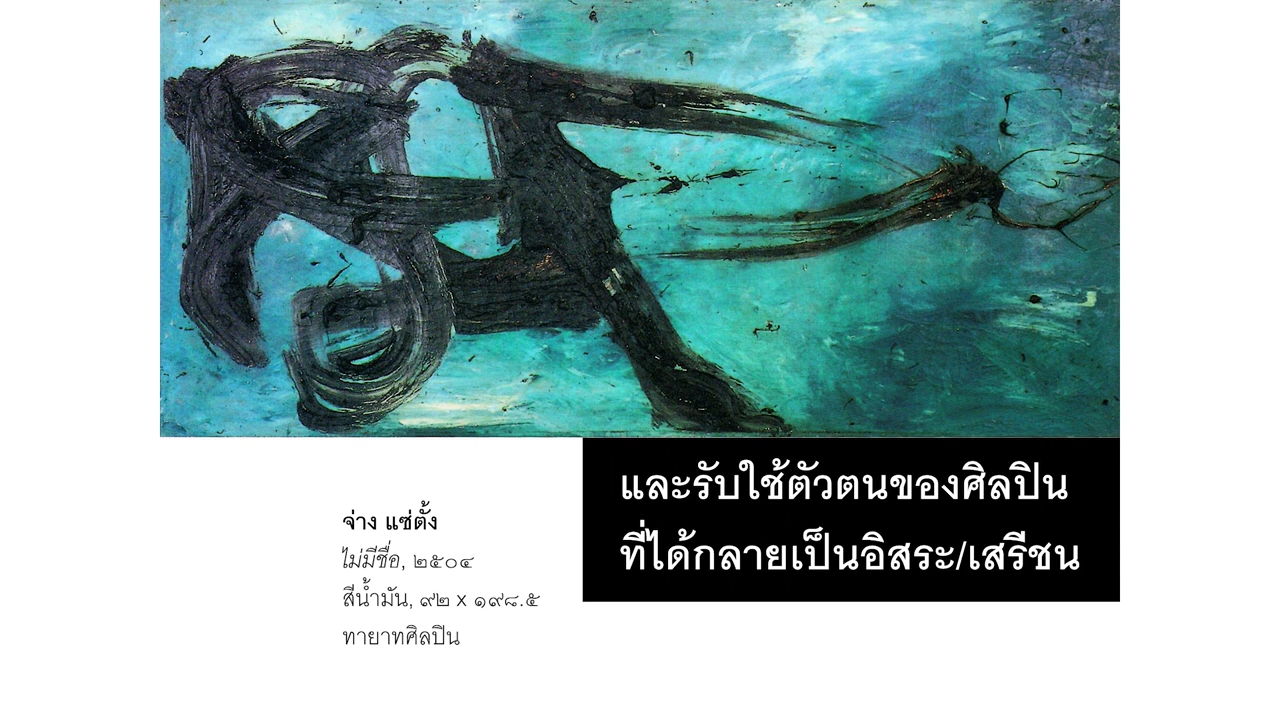 และรับใช้ตัวตนของศิลปิน
ที่ได้กลายเป็นอิสระ/เสรีชน
จ่าง แซ่ตั้ง
ไม่มีชื่อ, ๒๕๐๔
สีน้ำมัน, ๙๒ x ๑๙๘.๕
ทายาทศิลปิน